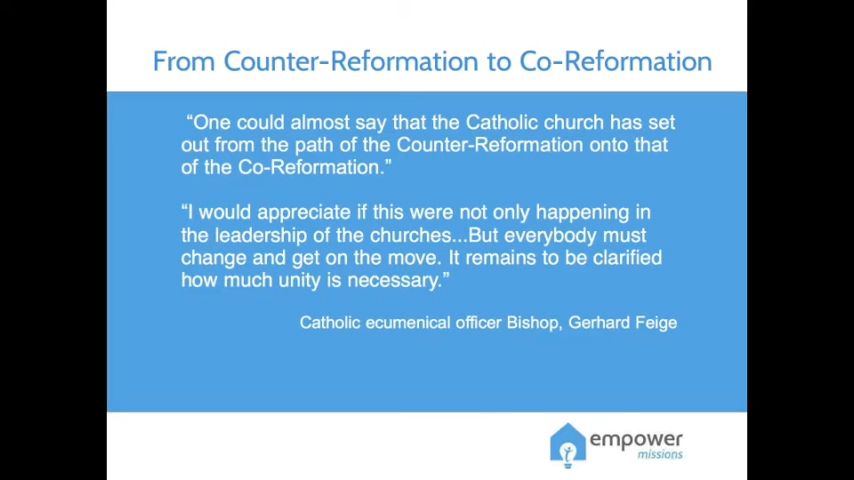 From Counter-Reformation to Co-Reformation
“One could almost say that the Catholic church has set
out from the path of the Counter-Reformation onto that
of the Co-Reformation.”
“I would appreciate if this were not only happening in
the leadership of the churches...But everybody must
change and get on the move. It remains to be clarified
how much unity is necessary.”
Catholic ecumenical officer Bishop, Gerhard Feige
empower
missions